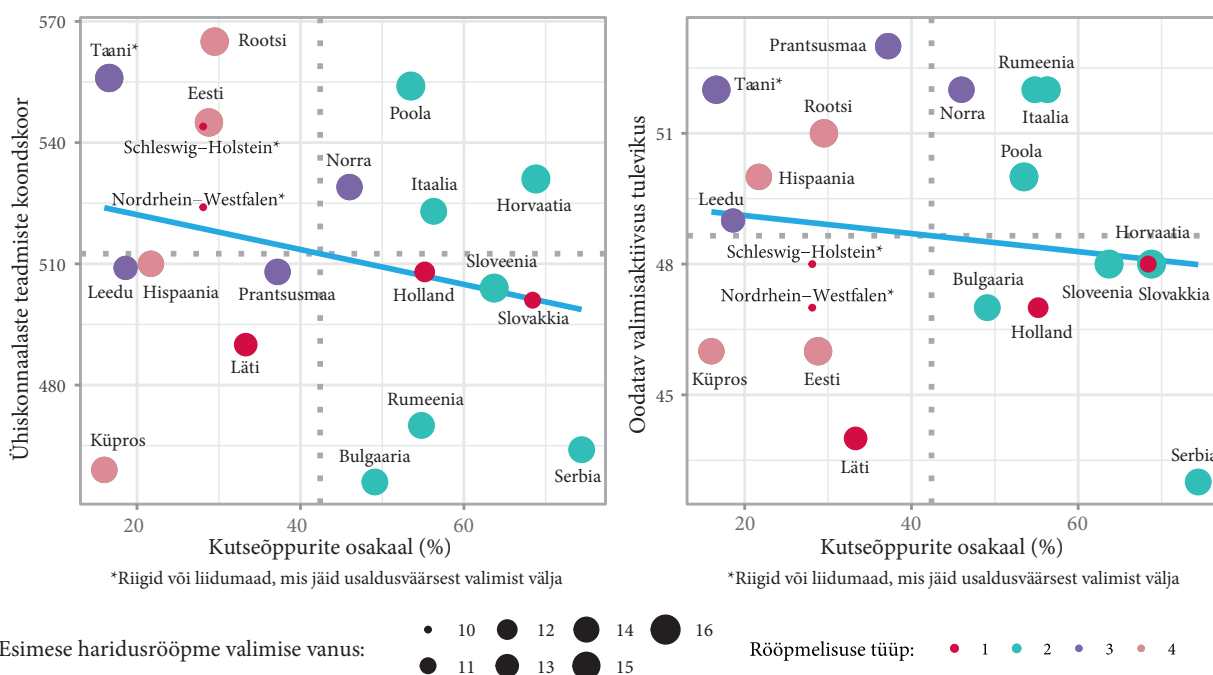 Ühiskonnaalaste teadmiste koondskoor
570
540
510
480
Taani*
Rootsi
Eesti
Poola
Schleswig–Holstein*
Norra
Itaalia
Nordrhein–Westfalen*
Horvaatia
Sloveenia
Leedu
Hispaania
Prantsusmaa
Holland
Slovakkia
Läti
Rumeenia
Küpros
Bulgaaria
Serbia
20
40
60
Kutseõppurite osakaal (%)
*Riigid või liidumaad, mis jäid usaldusväärsest valimist välja
Oodatav valimisaktiivsus tulevikus
51
48
45
Prantsusmaa
Rumeenia
Taani*
Norra
Itaalia
Rootsi
Poola
Hispaania
Leedu
Horvaatia
Schleswig–Holstein*
Bulgaaria
Sloveenia
Slovakkia
Nordrhein–Westfalen*
Holland
Küpros
Eesti
Läti
Serbia
20
40
60
Kutseõppurite osakaal (%)
*Riigid või liidumaad, mis jäid usaldusväärsest valimist välja
Esimese haridusrööpme valimise vanus:
10
12
14
16
11
13
15
Rööpmelisuse tüüp:
1
2
3
4